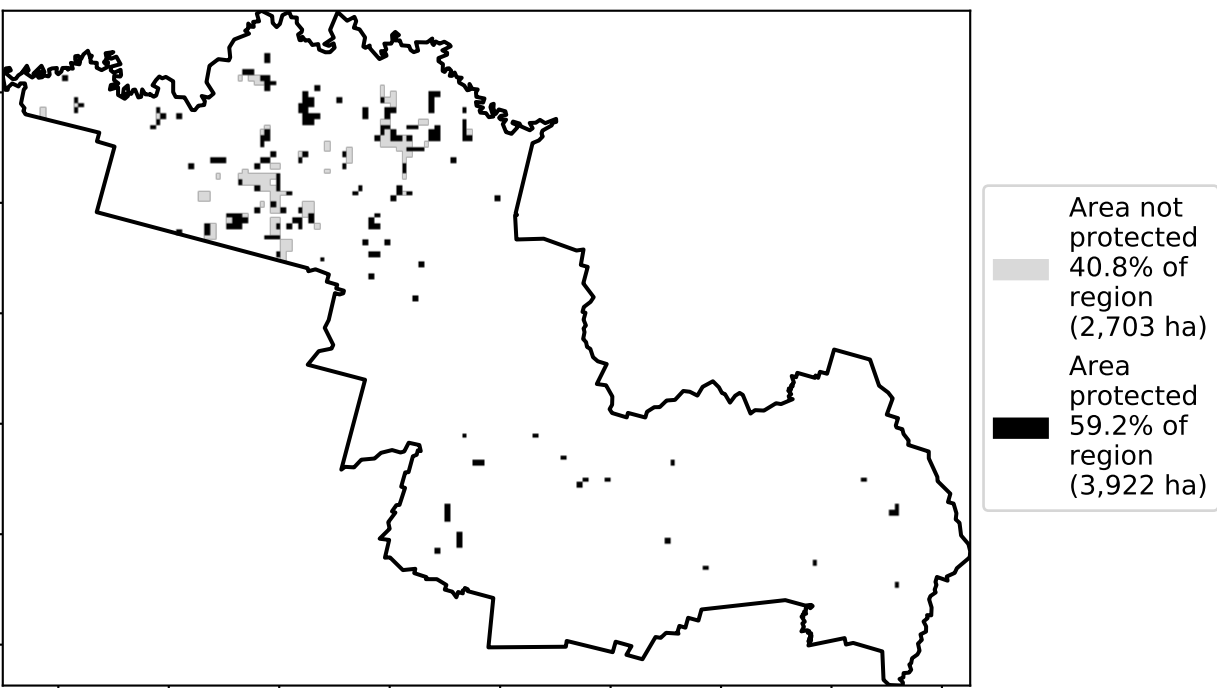 Area not
protected
40.8% of
region
(2,703 ha)
Area
protected
59.2% of
region
(3,922 ha)